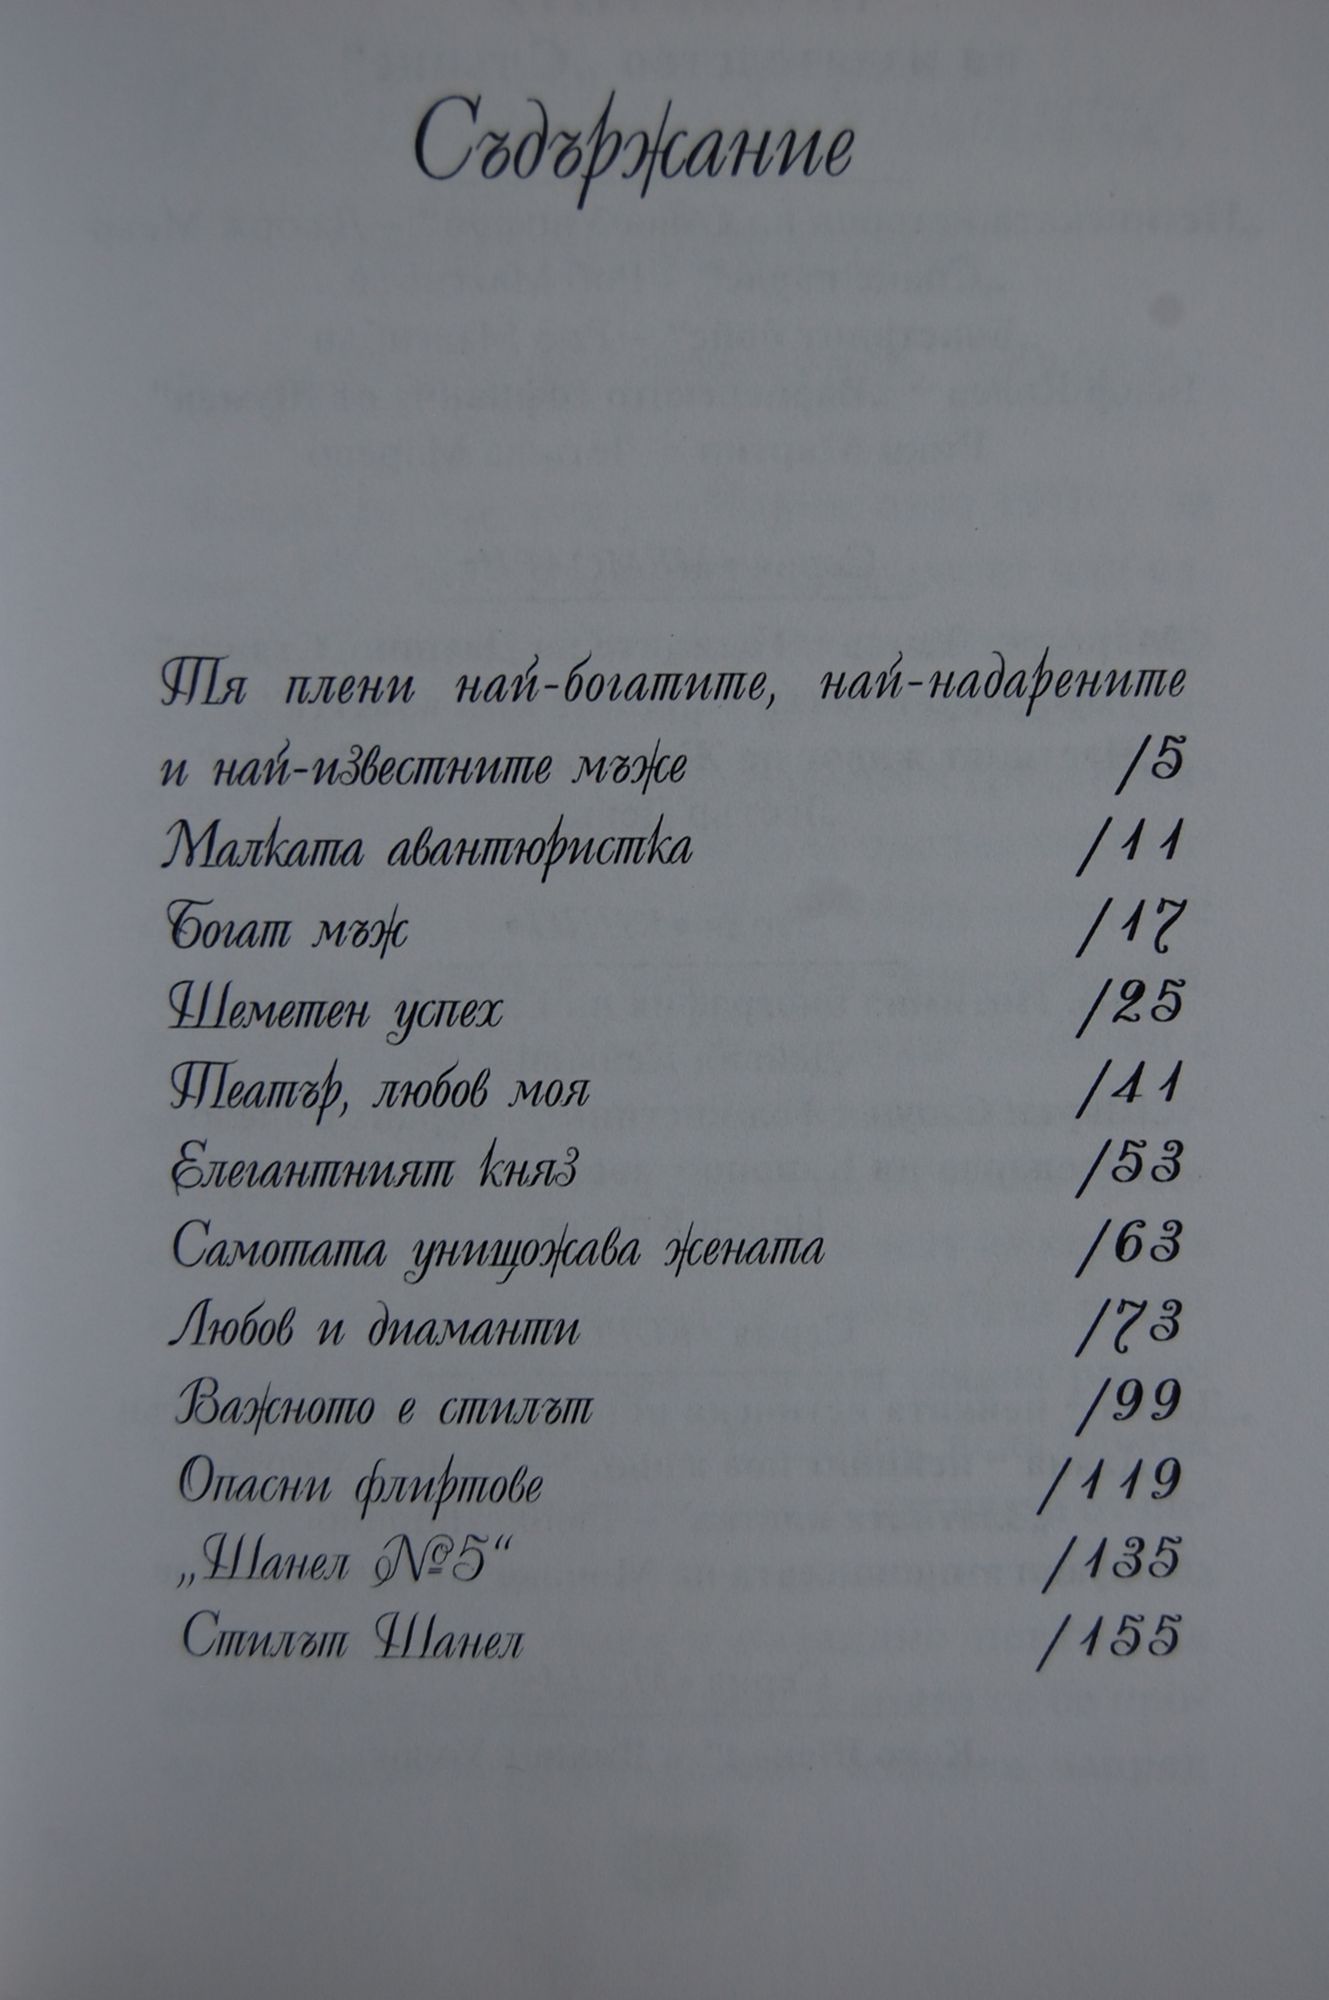 Съдържание
Тя плени най-богатите, най-надарените
и най-известните мъже /5
Малката авантюристка /11
Богат мъж /17
Шеметен успех /25
Театър, любов моя /41
Елегантният княз /53
Самотата унищожава жената /63
Любов и диаманти /73
Важното е стилът /99
Опасни флиртове /119
„Шанел №5“ /135
Стилът Шанел /155